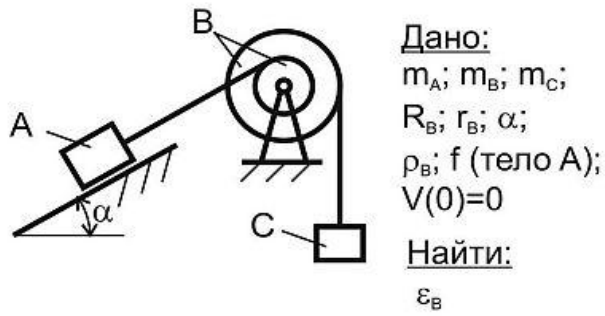 B
A
α
C
Дано:
m_A; m_B; m_C;
R_B; r_B; α;
ρ_B; f (тело A);
V(0)=0
Найти:
ε_B